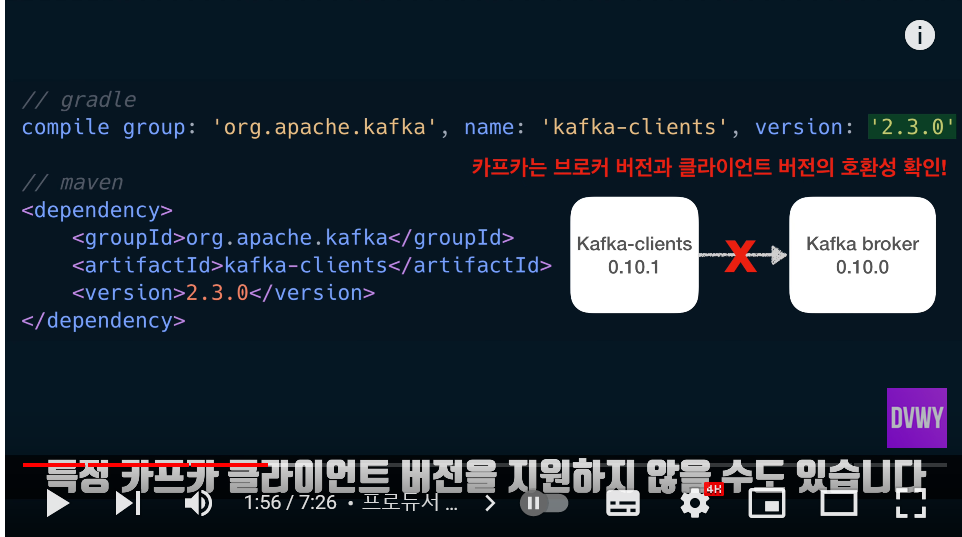 // gradle
compile group: 'org.apache.kafka', name: 'kafka-clients', version: '2.3.0'
카프카는 브로커 버전과 클라이언트 버전의 호환성 확인!
// maven
<dependency>
<groupId>org.apache.kafka</groupId>
<artifactId>kafka-clients</artifactId>
<version>2.3.0</version>
</dependency>
Kafka-clients
0.10.1
X
Kafka broker
0.10.0
DVWY
특정 카프카 클라이언트 버전을 지원하지 않을 수도 있습니다
1:56 / 7:26 • 프로듀서 ...
4K